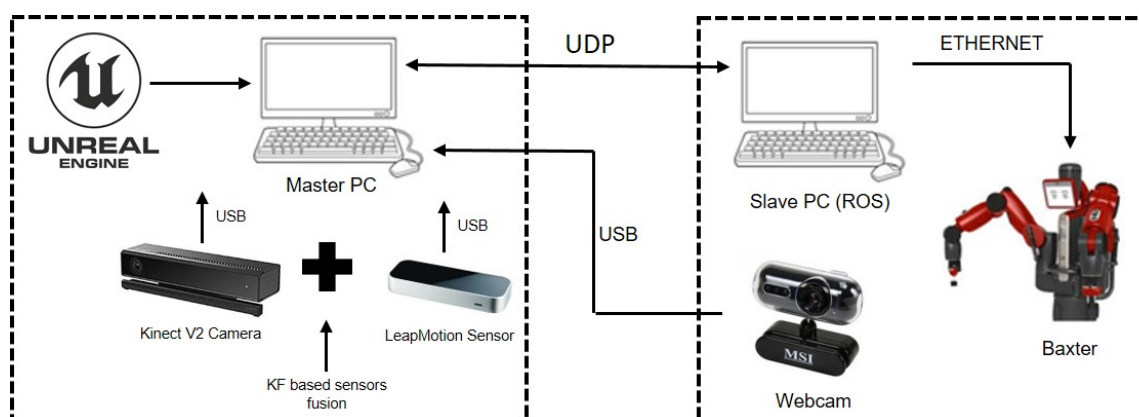 UDP
ETHERNET
UNREAL
ENGINE
Master PC
Slave PC (ROS)
USB
USB
USB
Kinect V2 Camera
LeapMotion Sensor
MSI
Baxter
KF based sensors
fusion
Webcam